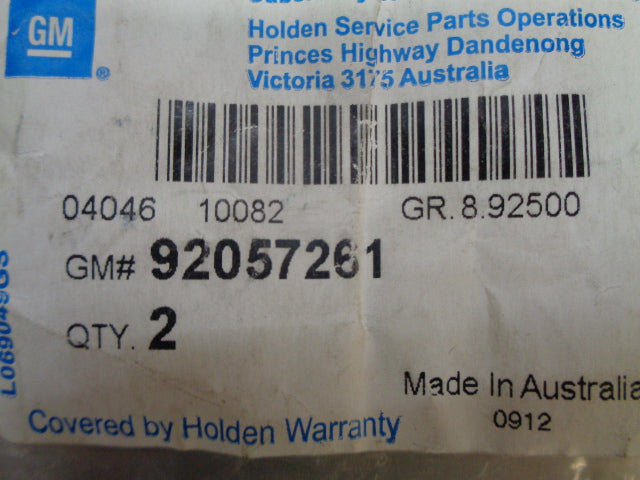 GM
®
Holden Service Parts Operations
Princes Highway Dandenong
Victoria 3175 Australia
04046 10082 GR. 8.92500
GM# 92057261
QTY. 2
Made In Australia
0912
Covered by Holden Warranty
L069049GS